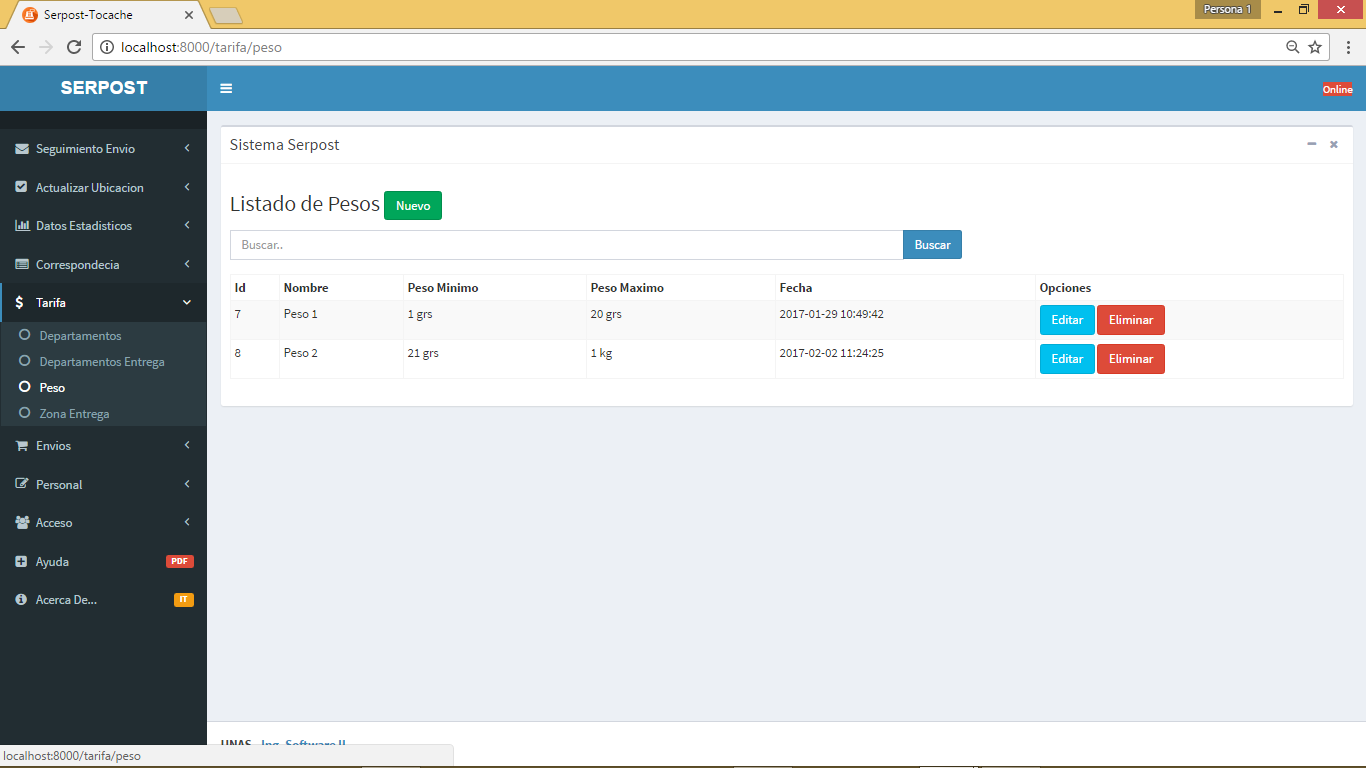 Serpost-Tocache
Persona 1
localhost:8000/tarifa/peso
SERPOST
Online
Seguimiento Envio
Actualizar Ubicacion
Datos Estadisticos
Correspondecia
Tarifa
Departamentos
Departamentos Entrega
Peso
Zona Entrega
Envios
Personal
Acceso
Ayuda PDF
Acerca De... IT
Sistema Serpost
Listado de Pesos Nuevo
Buscar.. Buscar
Id Nombre Peso Minimo Peso Maximo Fecha Opciones
7 Peso 1 1 grs 20 grs 2017-01-29 10:49:42 Editar Eliminar
8 Peso 2 21 grs 1 kg 2017-02-02 11:24:25 Editar Eliminar
UNAS Ing. Software II
localhost:8000/tarifa/peso